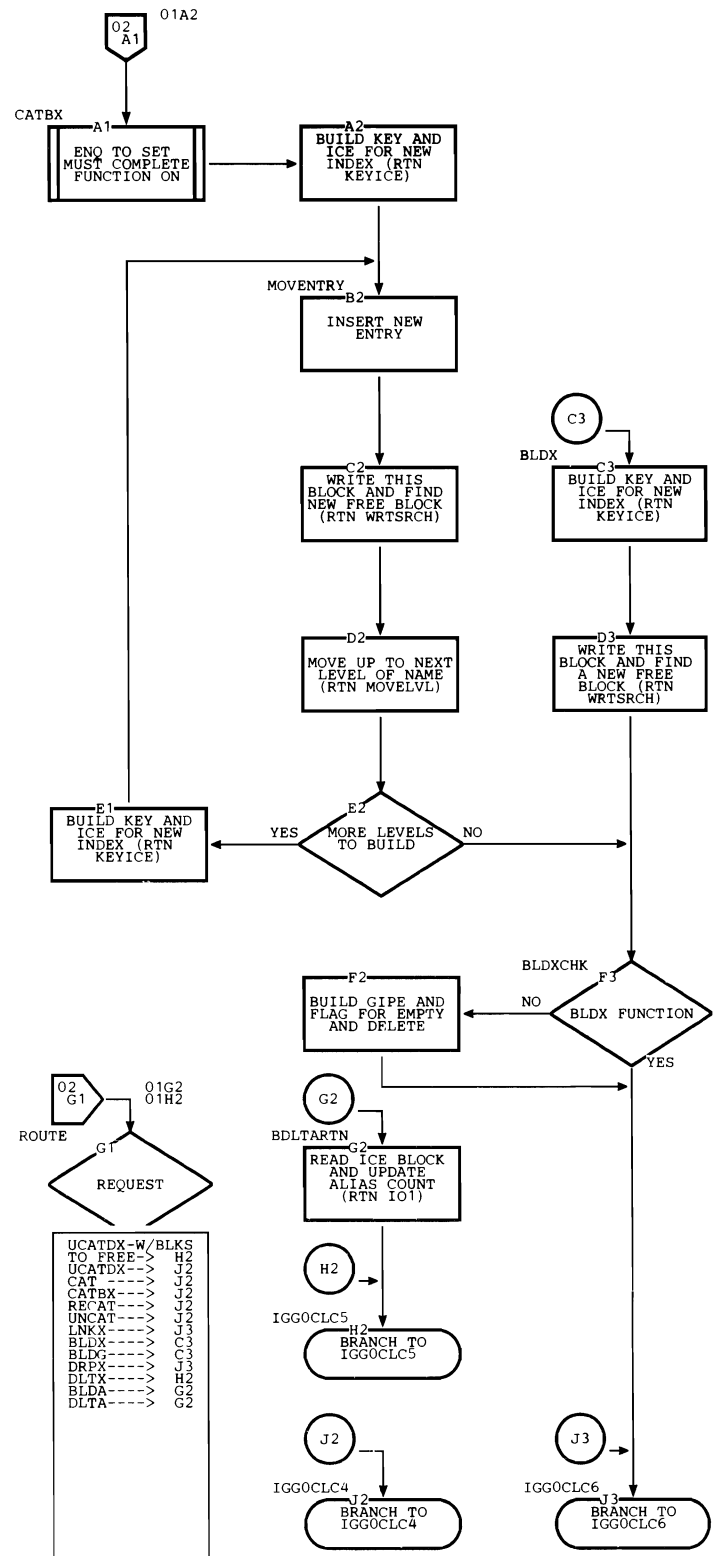 02
A1
01A2
CATBX
A1
ENQ TO SET
MUST COMPLETE
FUNCTION ON
A2
BUILD KEY AND
ICE FOR NEW
INDEX (RTN
KEYICE)
MOVENTRY
B2
INSERT NEW
ENTRY
C3
BLDX
C2
WRITE THIS
BLOCK AND FIND
NEW FREE BLOCK
(RTN WRTSRCH)
C3
BUILD KEY AND
ICE FOR NEW
INDEX (RTN
KEYICE)
D2
MOVE UP TO NEXT
LEVEL OF NAME
(RTN MOVELVL)
D3
WRITE THIS
BLOCK AND FIND
A NEW FREE
BLOCK (RTN
WRTSRCH)
E1
BUILD KEY AND
ICE FOR NEW
INDEX (RTN
KEYICE)
YES
E2
MORE LEVELS
TO BUILD
NO
BLDXCHK
F2
BUILD GIPE AND
FLAG FOR EMPTY
AND DELETE
NO
F3
BLDX FUNCTION
YES
02
G1
01G2
01H2
ROUTE
G1
REQUEST
G2
BDLTARTN
G2
READ ICE BLOCK
AND UPDATE
ALIAS COUNT
(RTN IO1)
UCATDX-W/BLKS
TO FREE-> H2
UCATDX--> J2
CAT ----> J2
CATBX---> J2
RECAT---> J2
UNCAT---> J2
LNKX----> J3
BLDX----> C3
BLDG----> C3
DRPX----> J3
DLTX----> H2
BLDA----> G2
DLTA----> G2
H2
IGG0CLC5
H2
BRANCH TO
IGG0CLC5
J2
IGG0CLC4
J2
BRANCH TO
IGG0CLC4
J3
IGG0CLC6
J3
BRANCH TO
IGG0CLC6